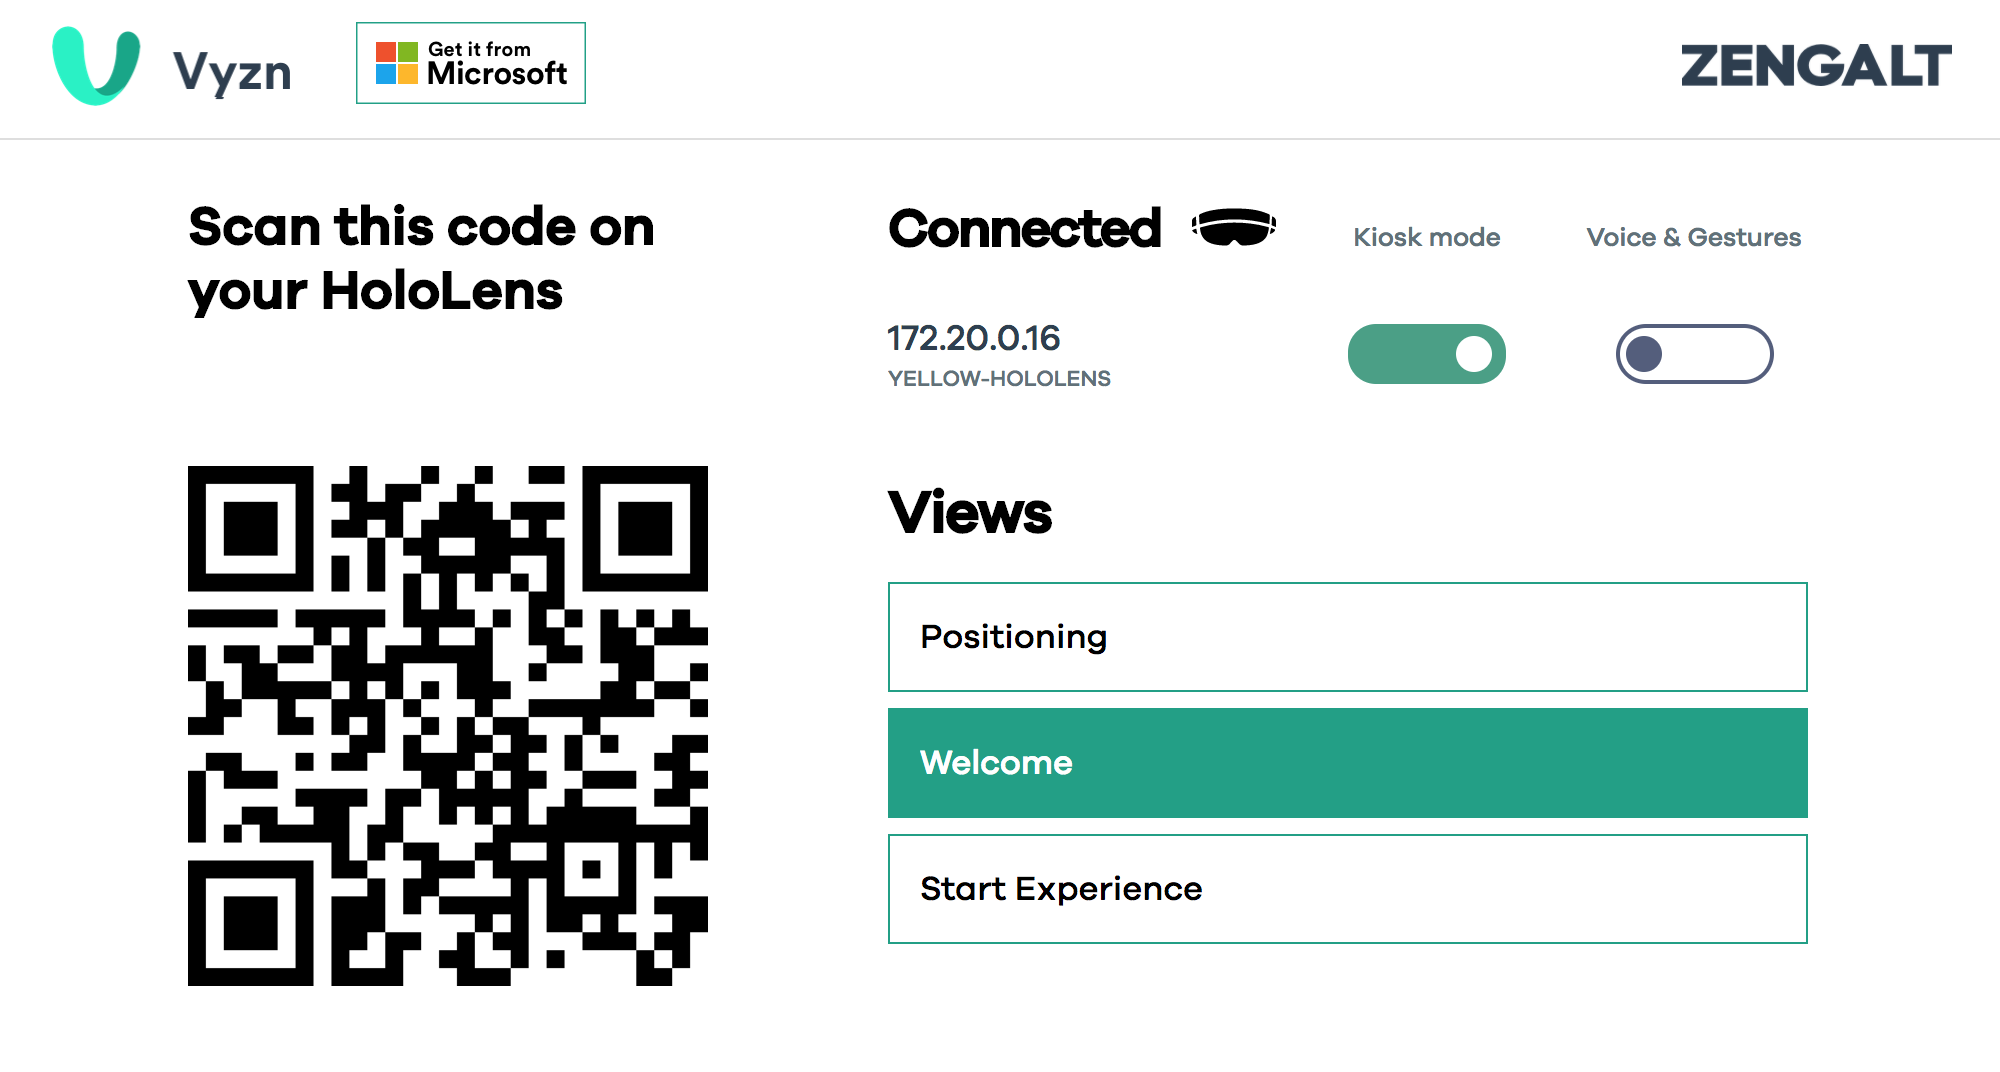 Vyzn
Get it from
Microsoft
ZENGALT
Scan this code on
your HoloLens
Connected
Kiosk mode
Voice & Gestures
172.20.0.16
YELLOW-HOLOLENS
Views
Positioning
Welcome
Start Experience